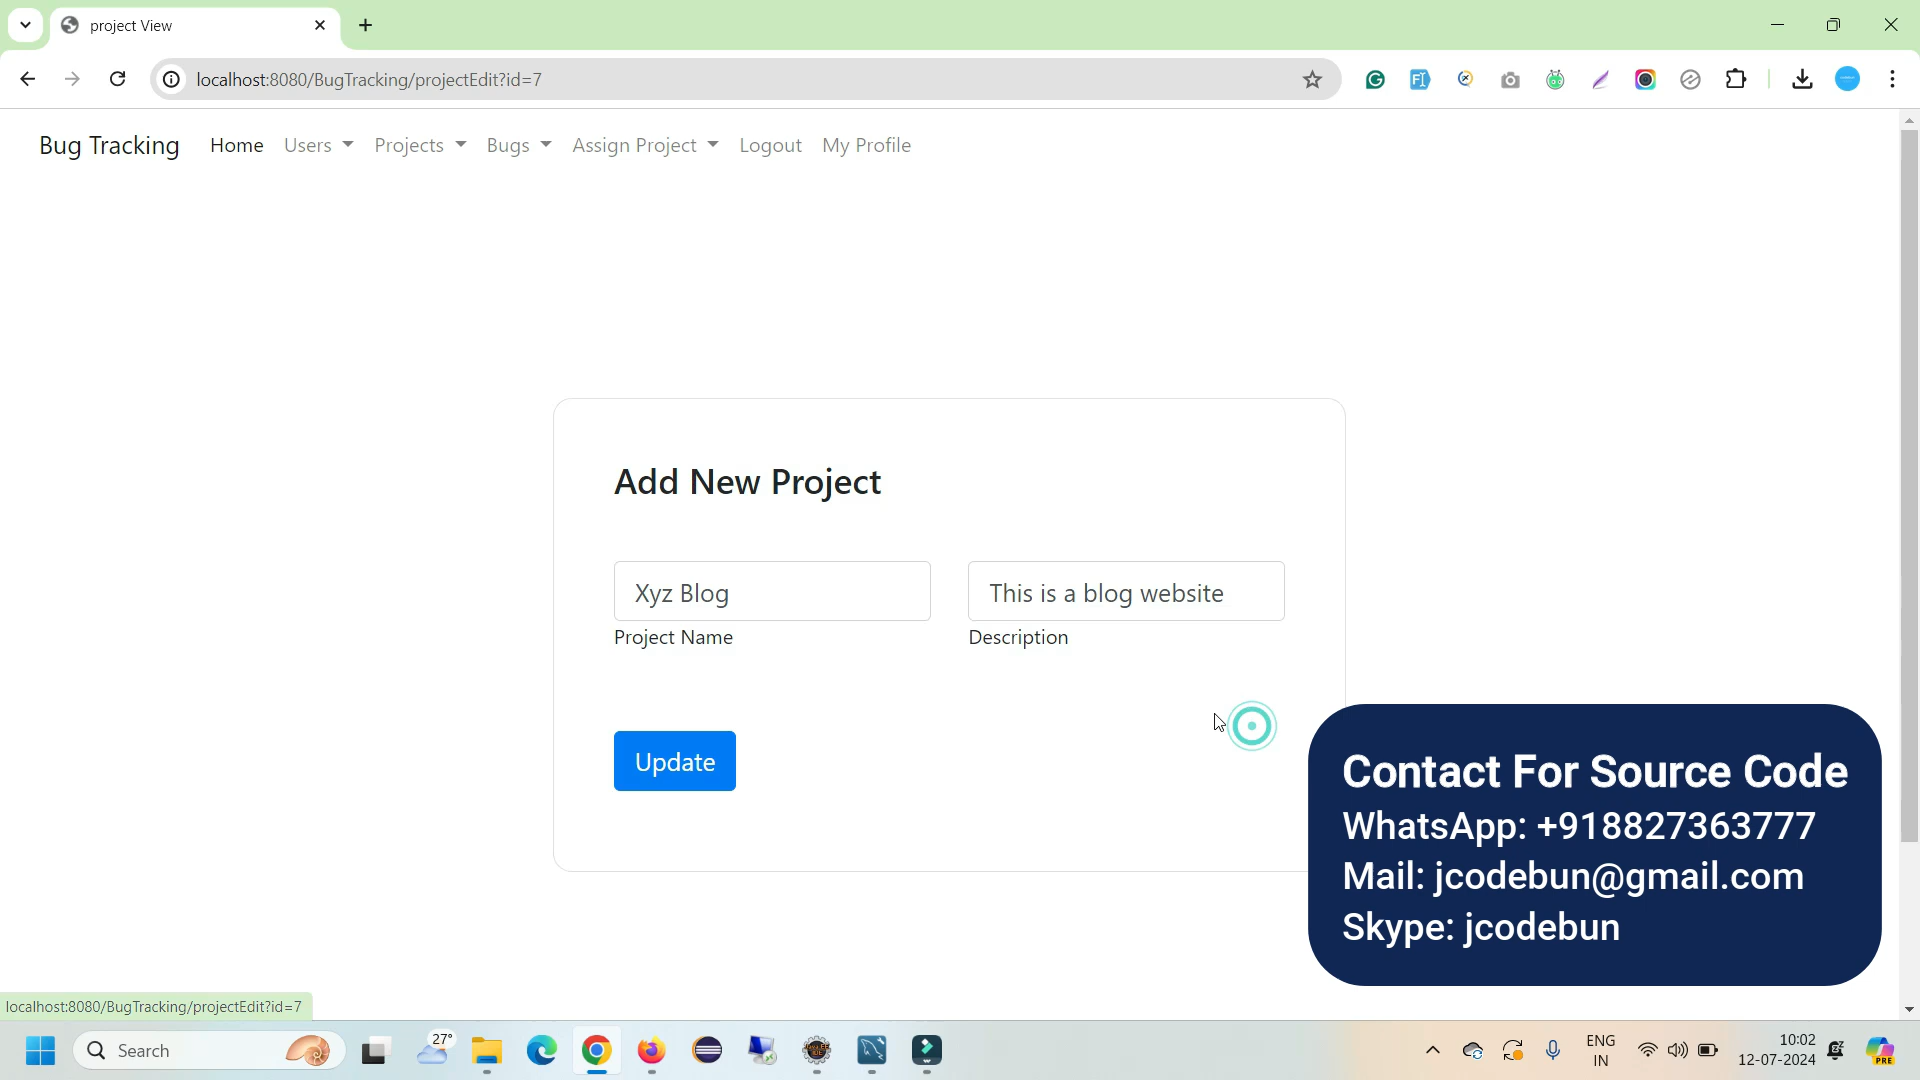 project View
localhost:8080/BugTracking/projectEdit?id=7
Bug Tracking Home Users Projects Bugs Assign Project Logout My Profile
Add New Project
Xyz Blog This is a blog website
Project Name Description
Update
Contact For Source Code
WhatsApp: +918827363777
Mail: jcodebun@gmail.com
Skype: jcodebun
localhost:8080/BugTracking/projectEdit?id=7
Search
27°
ENG
IN
10:02
12-07-2024
PRE